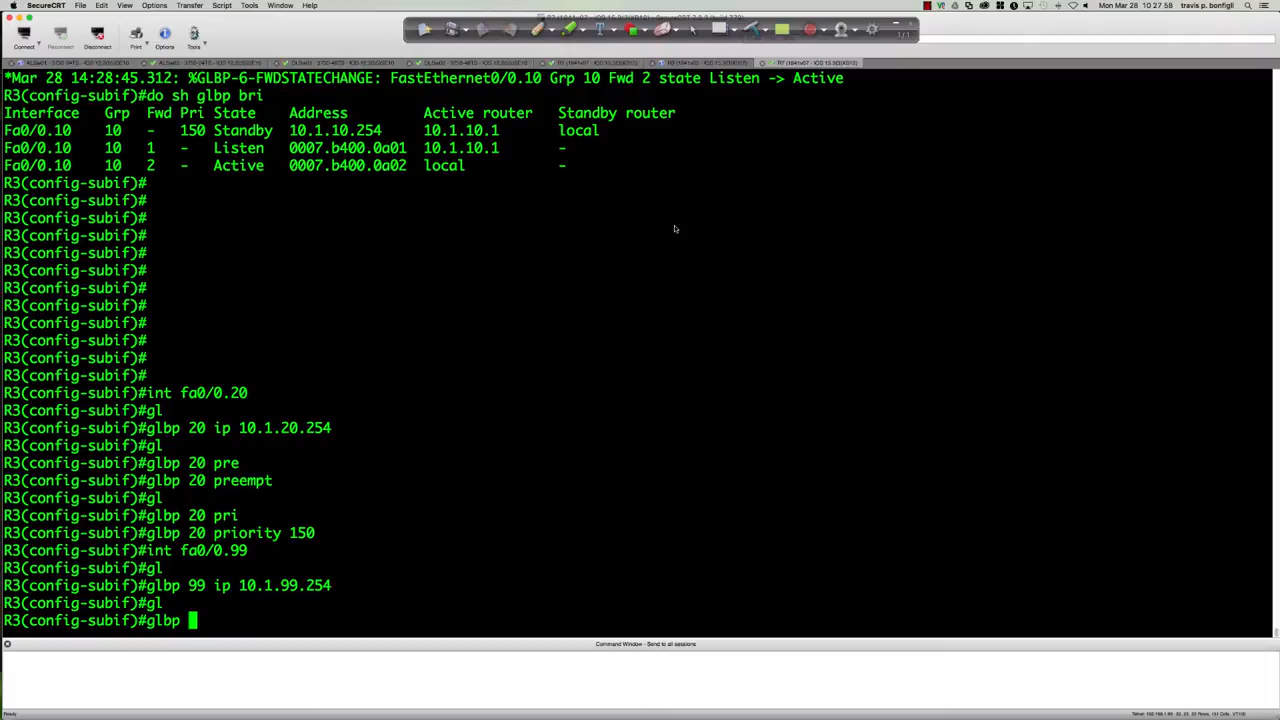 SecureCRT File Edit View Options Transfer Script Tools Window Help
Mon Mar 28 10:27:58 travis p. bonfigli
Connect Reconnect Disconnect Print Options Tools
1/1
*Mar 28 14:28:45.312: %GLBP-6-FWDSTATECHANGE: FastEthernet0/0.10 Grp 10 Fwd 2 state Listen -> Active
R3(config-subif)#do sh glbp bri
Interface Grp Fwd Pri State Address Active router Standby router
Fa0/0.10 10 - 150 Standby 10.1.10.254 10.1.10.1 local
Fa0/0.10 10 1 - Listen 0007.b400.0a01 10.1.10.1 -
Fa0/0.10 10 2 - Active 0007.b400.0a02 local -
R3(config-subif)#
R3(config-subif)#
R3(config-subif)#
R3(config-subif)#
R3(config-subif)#
R3(config-subif)#
R3(config-subif)#
R3(config-subif)#
R3(config-subif)#
R3(config-subif)#
R3(config-subif)#
R3(config-subif)#
R3(config-subif)#int fa0/0.20
R3(config-subif)#gl
R3(config-subif)#glbp 20 ip 10.1.20.254
R3(config-subif)#gl
R3(config-subif)#glbp 20 pre
R3(config-subif)#glbp 20 preempt
R3(config-subif)#gl
R3(config-subif)#glbp 20 pri
R3(config-subif)#glbp 20 priority 150
R3(config-subif)#int fa0/0.99
R3(config-subif)#gl
R3(config-subif)#glbp 99 ip 10.1.99.254
R3(config-subif)#gl
R3(config-subif)#glbp
Command Window - Send to all sessions
Ready